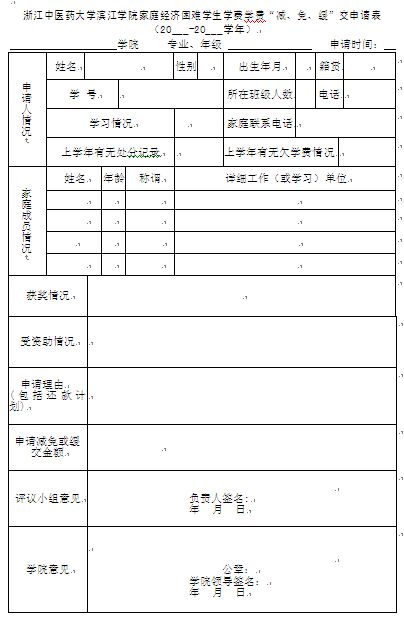 浙江中医药大学滨江学院家庭经济困难学生学费学费“减、免、缓”交申请表
（20___-20___学年）
____________学院 专业、年级 ____________ 申请时间：
申请人情况
姓名 性别 出生年月 籍贯
学 号 所在班级人数 电话
学习情况 家庭联系电话
上学年有无处分记录 上学年有无欠学费情况
家庭成员情况
姓名 年龄 称谓 详细工作（或学习）单位
获奖情况
受资助情况
申请理由
(包括还款计
划)
申请减免或缓
交金额
评议小组意见
负责人签名:
年 月 日
学院意见
公章：
学院领导签名：
年 月 日